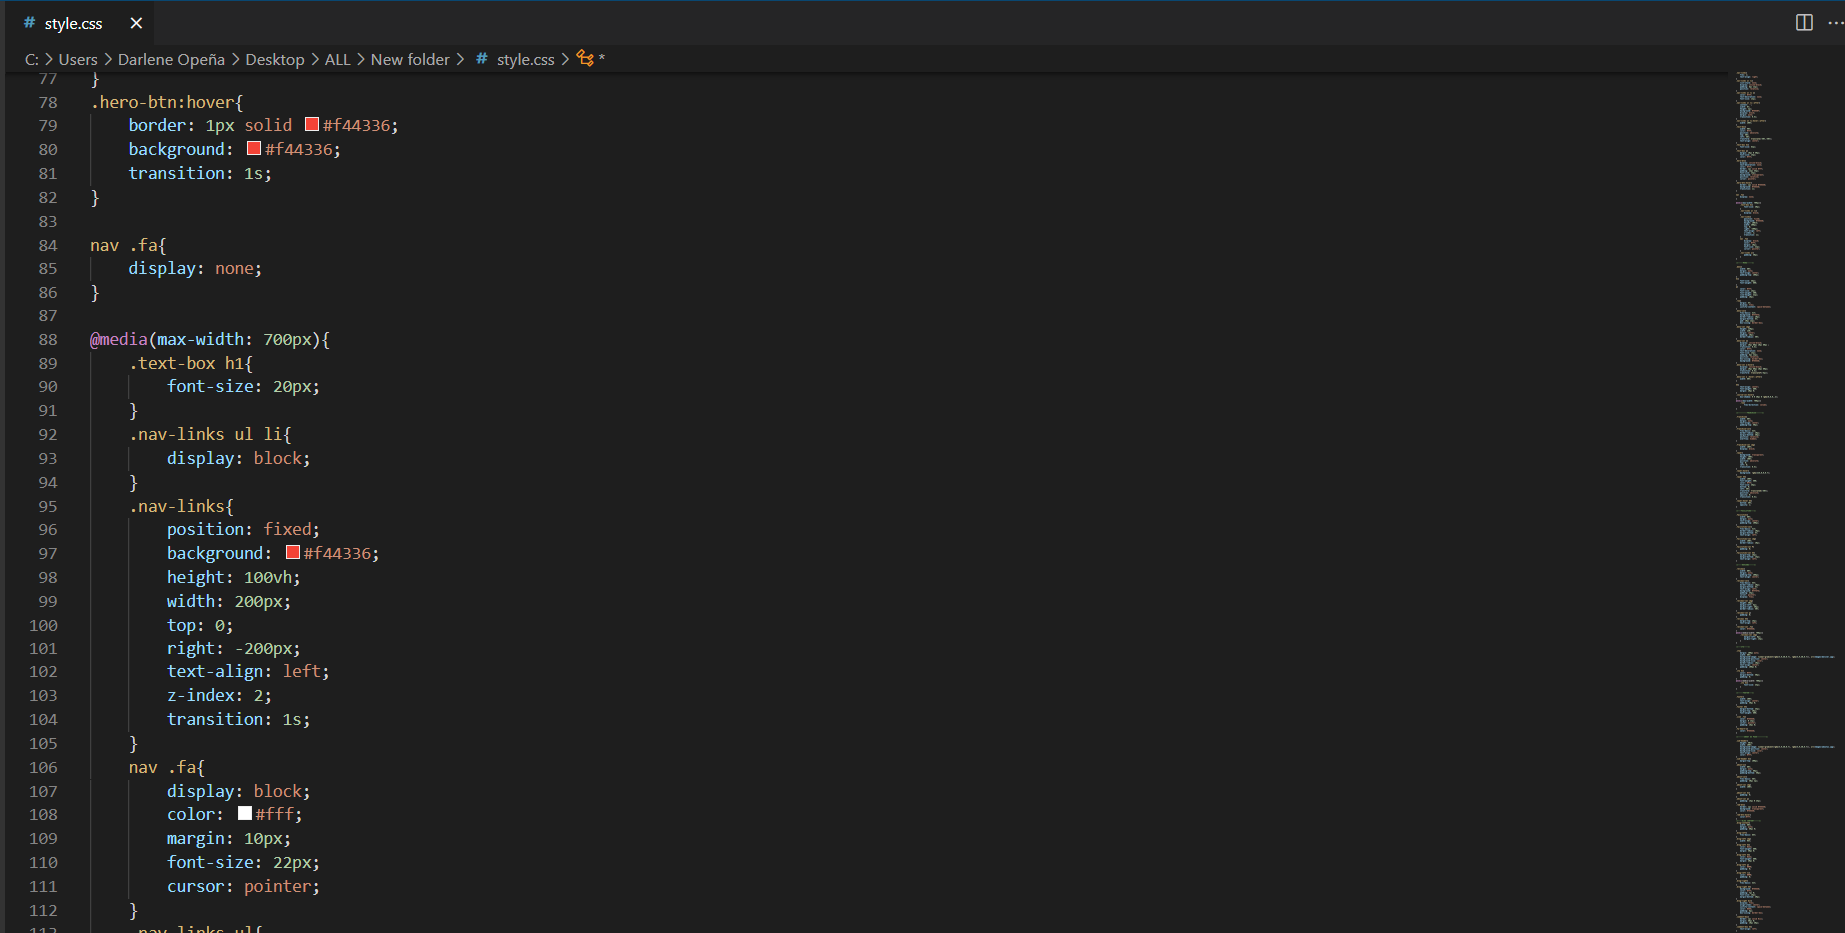 # style.css ×
C: > Users > Darlene Opeña > Desktop > ALL > New folder > # style.css > *
77 }
78 .hero-btn:hover{
79 border: 1px solid #f44336;
80 background: #f44336;
81 transition: 1s;
82 }
83
84 nav .fa{
85 display: none;
86 }
87
88 @media(max-width: 700px){
89 .text-box h1{
90 font-size: 20px;
91 }
92 .nav-links ul li{
93 display: block;
94 }
95 .nav-links{
96 position: fixed;
97 background: #f44336;
98 height: 100vh;
99 width: 200px;
100 top: 0;
101 right: -200px;
102 text-align: left;
103 z-index: 2;
104 transition: 1s;
105 }
106 nav .fa{
107 display: block;
108 color: #fff;
109 margin: 10px;
110 font-size: 22px;
111 cursor: pointer;
112 }
113 .nav-links ul{